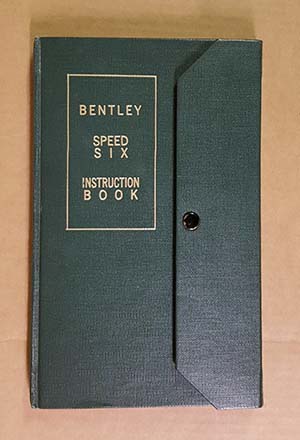 BENTLEY
SPEED
SIX
INSTRUCTION
BOOK